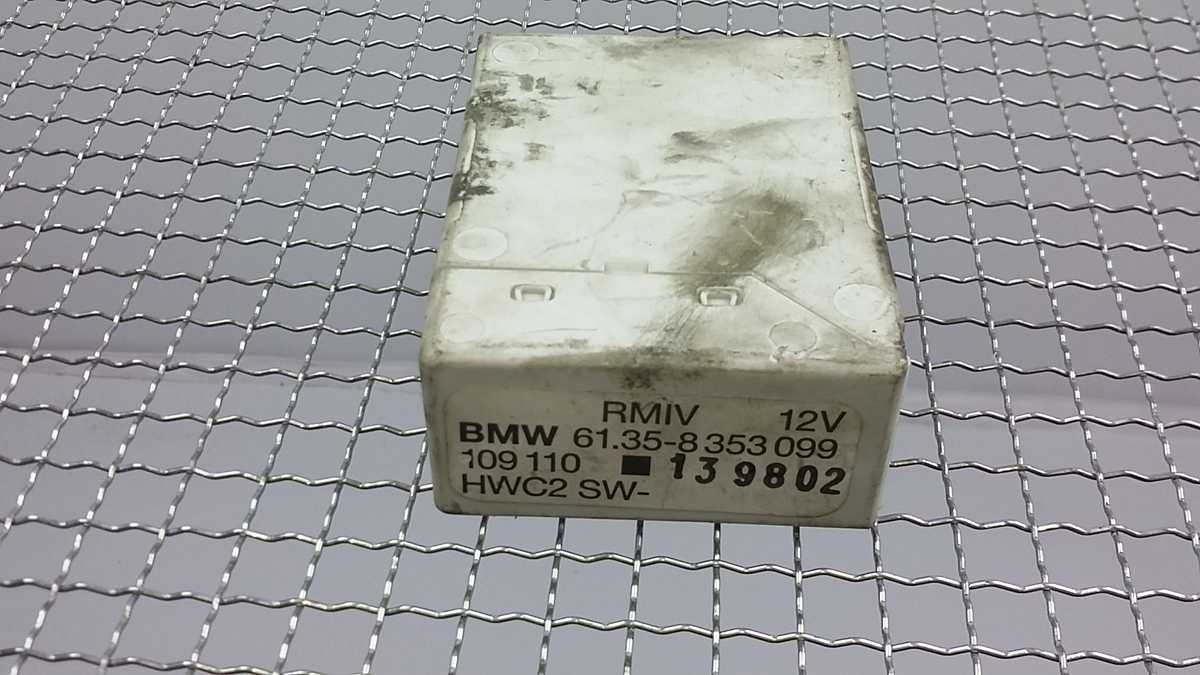 RMIV 12V
BMW 61.35-8 353 099
109 110 ■ 139802
HWC2 SW-